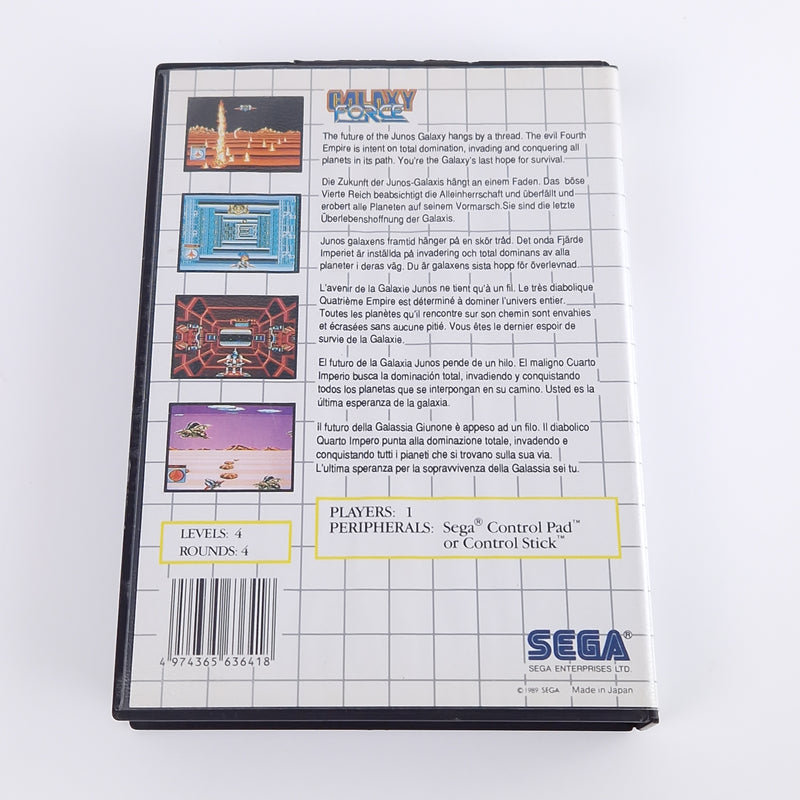 GALAXY
FORCE
The future of the Junos Galaxy hangs by a thread. The evil Fourth
Empire is intent on total domination, invading and conquering all
planets in its path. You're the Galaxy's last hope for survival.
Die Zukunft der Junos-Galaxis hängt an einem Faden. Das böse
Vierte Reich beabsichtigt die Alleinherrschaft und überfällt und
erobert alle Planeten auf seinem Vormarsch.Sie sind die letzte
Überlebenshoffnung der Galaxis.
Junos galaxens framtid hänger på en skör tråd. Det onda Fjärde
Imperiet är inställda på invadering och total dominans av alla
planeter i deras väg. Du är galaxens sista hopp för överlevnad.
L'avenir de la Galaxie Junos ne tient qu'à un fil. Le très diabolique
Quatrième Empire est déterminé à dominer l'univers entier.
Toutes les planètes qu'il rencontre sur son chemin sont envahies
et écrasées sans aucune pitié. Vous êtes le dernier espoir de
survie de la Galaxie.
El futuro de la Galaxia Junos pende de un hilo. El maligno Cuarto
Imperio busca la dominación total, invadiendo y conquistando
todos los planetas que se interpongan en su camino. Usted es la
última esperanza de la galaxia.
il futuro della Galassia Giunone è appeso ad un filo. Il diabolico
Quarto Impero punta alla dominazione totale, invadendo e
conquistando tutti i pianeti che si trovano sulla sua via.
L'ultima speranza per la sopravvivenza della Galassia sei tu.
LEVELS: 4
ROUNDS: 4
PLAYERS: 1
PERIPHERALS: Sega® Control Pad™
or Control Stick™
4 974365 636418
SEGA®
SEGA ENTERPRISES LTD.
© 1989 SEGA Made in Japan